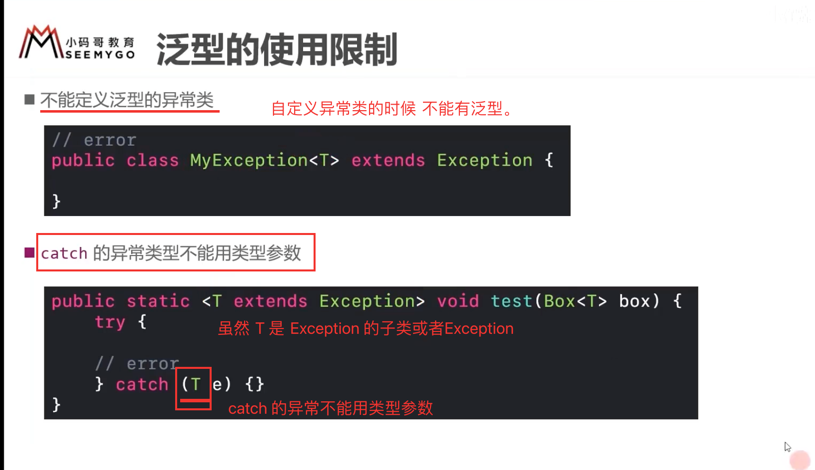 小码哥教育
SEEMYGO
泛型的使用限制
不能定义泛型的异常类
自定义异常类的时候 不能有泛型。
// error
public class MyException<T> extends Exception {
}
catch 的异常类型不能用类型参数
public static <T extends Exception> void test(Box<T> box) {
try {
虽然 T 是 Exception 的子类或者Exception
// error
} catch (T e) {}
}
catch 的异常不能用类型参数